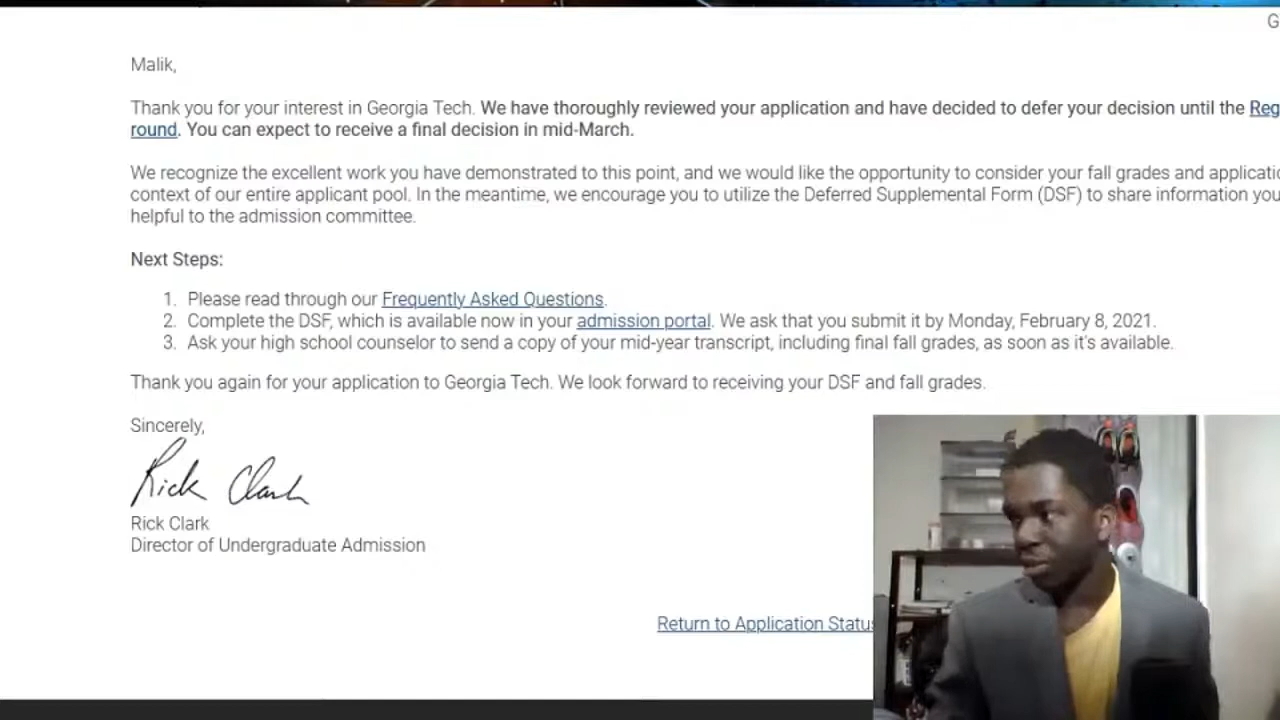 G
Malik,
Thank you for your interest in Georgia Tech. We have thoroughly reviewed your application and have decided to defer your decision until the Reg
round. You can expect to receive a final decision in mid-March.
We recognize the excellent work you have demonstrated to this point, and we would like the opportunity to consider your fall grades and applicatio
context of our entire applicant pool. In the meantime, we encourage you to utilize the Deferred Supplemental Form (DSF) to share information you
helpful to the admission committee.
Next Steps:
1. Please read through our Frequently Asked Questions.
2. Complete the DSF, which is available now in your admission portal. We ask that you submit it by Monday, February 8, 2021.
3. Ask your high school counselor to send a copy of your mid-year transcript, including final fall grades, as soon as it's available.
Thank you again for your application to Georgia Tech. We look forward to receiving your DSF and fall grades.
Sincerely,
Rick Clark
Rick Clark
Director of Undergraduate Admission
Return to Application Status